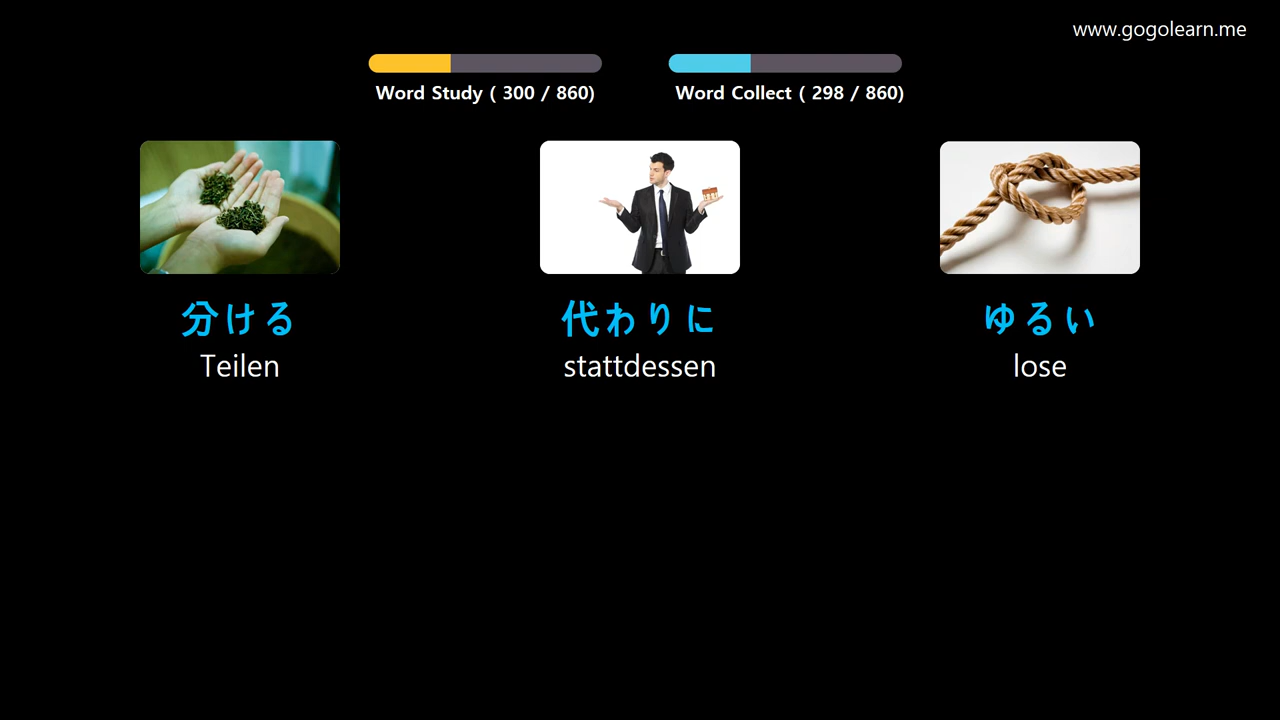 www.gogolearn.me
Word Study ( 300 / 860)
Word Collect ( 298 / 860)
分ける
Teilen
代わりに
stattdessen
ゆるい
lose